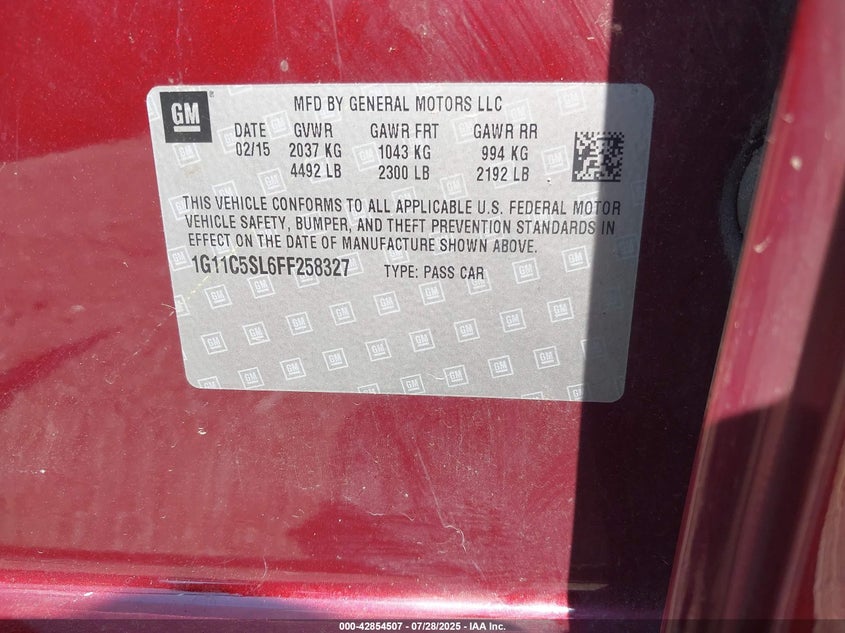 GM
MFD BY GENERAL MOTORS LLC
DATE GVWR GAWR FRT GAWR RR
02/15 2037 KG 1043 KG 994 KG
4492 LB 2300 LB 2192 LB
THIS VEHICLE CONFORMS TO ALL APPLICABLE U.S. FEDERAL MOTOR
VEHICLE SAFETY, BUMPER, AND THEFT PREVENTION STANDARDS IN
EFFECT ON THE DATE OF MANUFACTURE SHOWN ABOVE.
1G11C5SL6FF258327 TYPE: PASS CAR
000-42854507 - 07/28/2025 - IAA Inc.